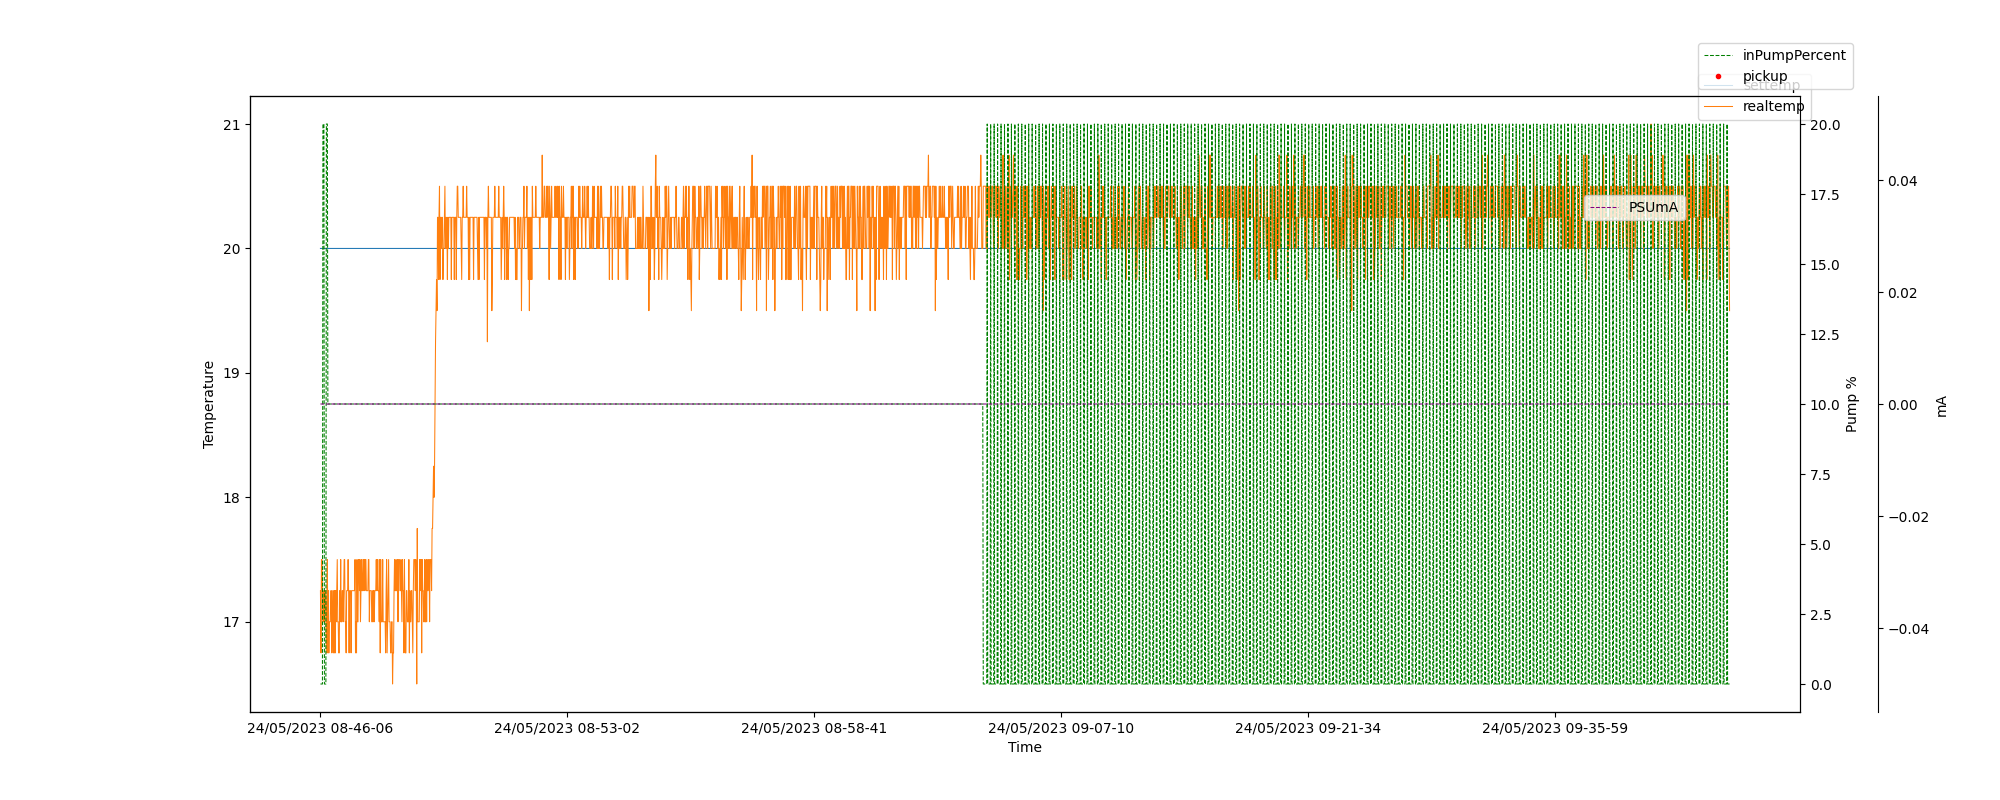 inPumpPercent
pickup
settemp
realtemp
PSUmA
21
20
19
18
17
Temperature
20.0
17.5
15.0
12.5
10.0
7.5
5.0
2.5
0.0
Pump %
0.04
0.02
0.00
−0.02
−0.04
mA
24/05/2023 08-46-06
24/05/2023 08-53-02
24/05/2023 08-58-41
24/05/2023 09-07-10
24/05/2023 09-21-34
24/05/2023 09-35-59
Time